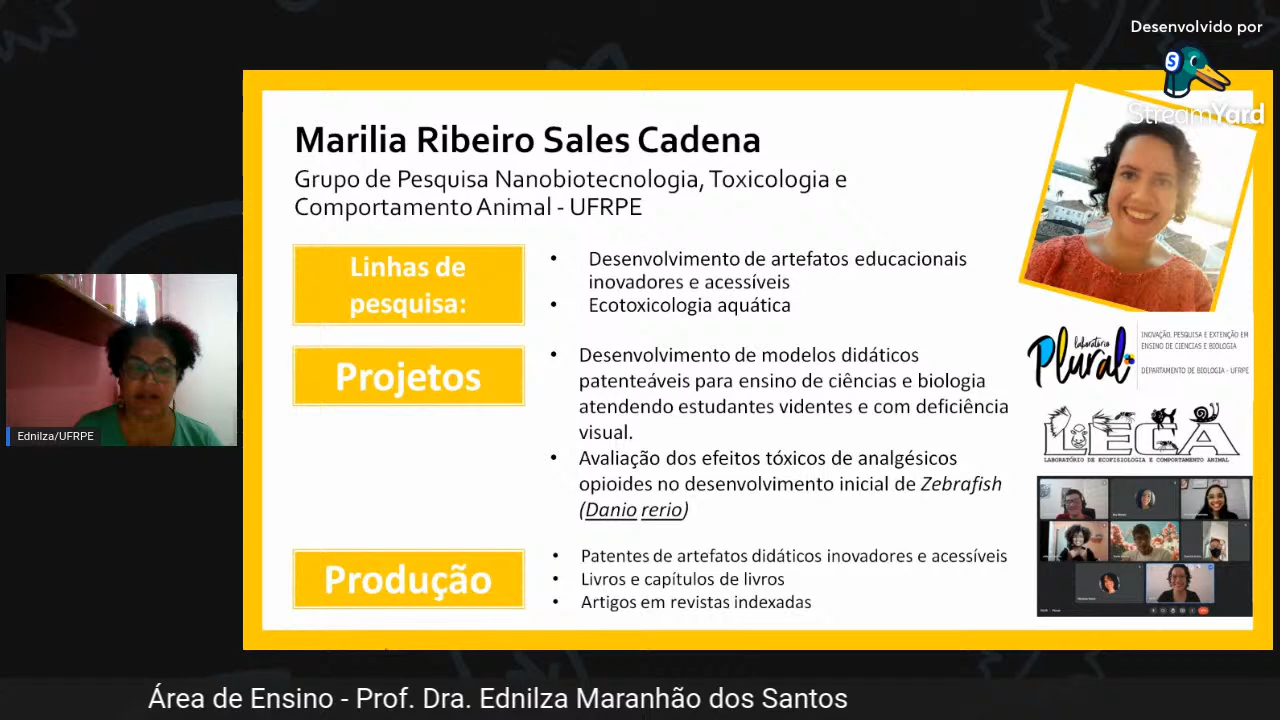 Desenvolvido por
StreamYard
Marilia Ribeiro Sales Cadena
Grupo de Pesquisa Nanobiotecnologia, Toxicologia e
Comportamento Animal - UFRPE
Linhas de
pesquisa:
• Desenvolvimento de artefatos educacionais
inovadores e acessíveis
• Ecotoxicologia aquática
Projetos
• Desenvolvimento de modelos didáticos
patenteáveis para ensino de ciências e biologia
atendendo estudantes videntes e com deficiência
visual.
• Avaliação dos efeitos tóxicos de analgésicos
opioides no desenvolvimento inicial de Zebrafish
(Danio rerio)
Produção
• Patentes de artefatos didáticos inovadores e acessíveis
• Livros e capítulos de livros
• Artigos em revistas indexadas
laboratório
Plural
INOVAÇÃO, PESQUISA E EXTENÇÃO EM
ENSINO DE CIENCIAS E BIOLOGIA
DEPARTAMENTO DE BIOLOGIA - UFRPE
LECA
LABORATÓRIO DE ECOFISIOLOGIA E COMPORTAMENTO ANIMAL
Ednilza/UFRPE
Área de Ensino - Prof. Dra. Ednilza Maranhão dos Santos